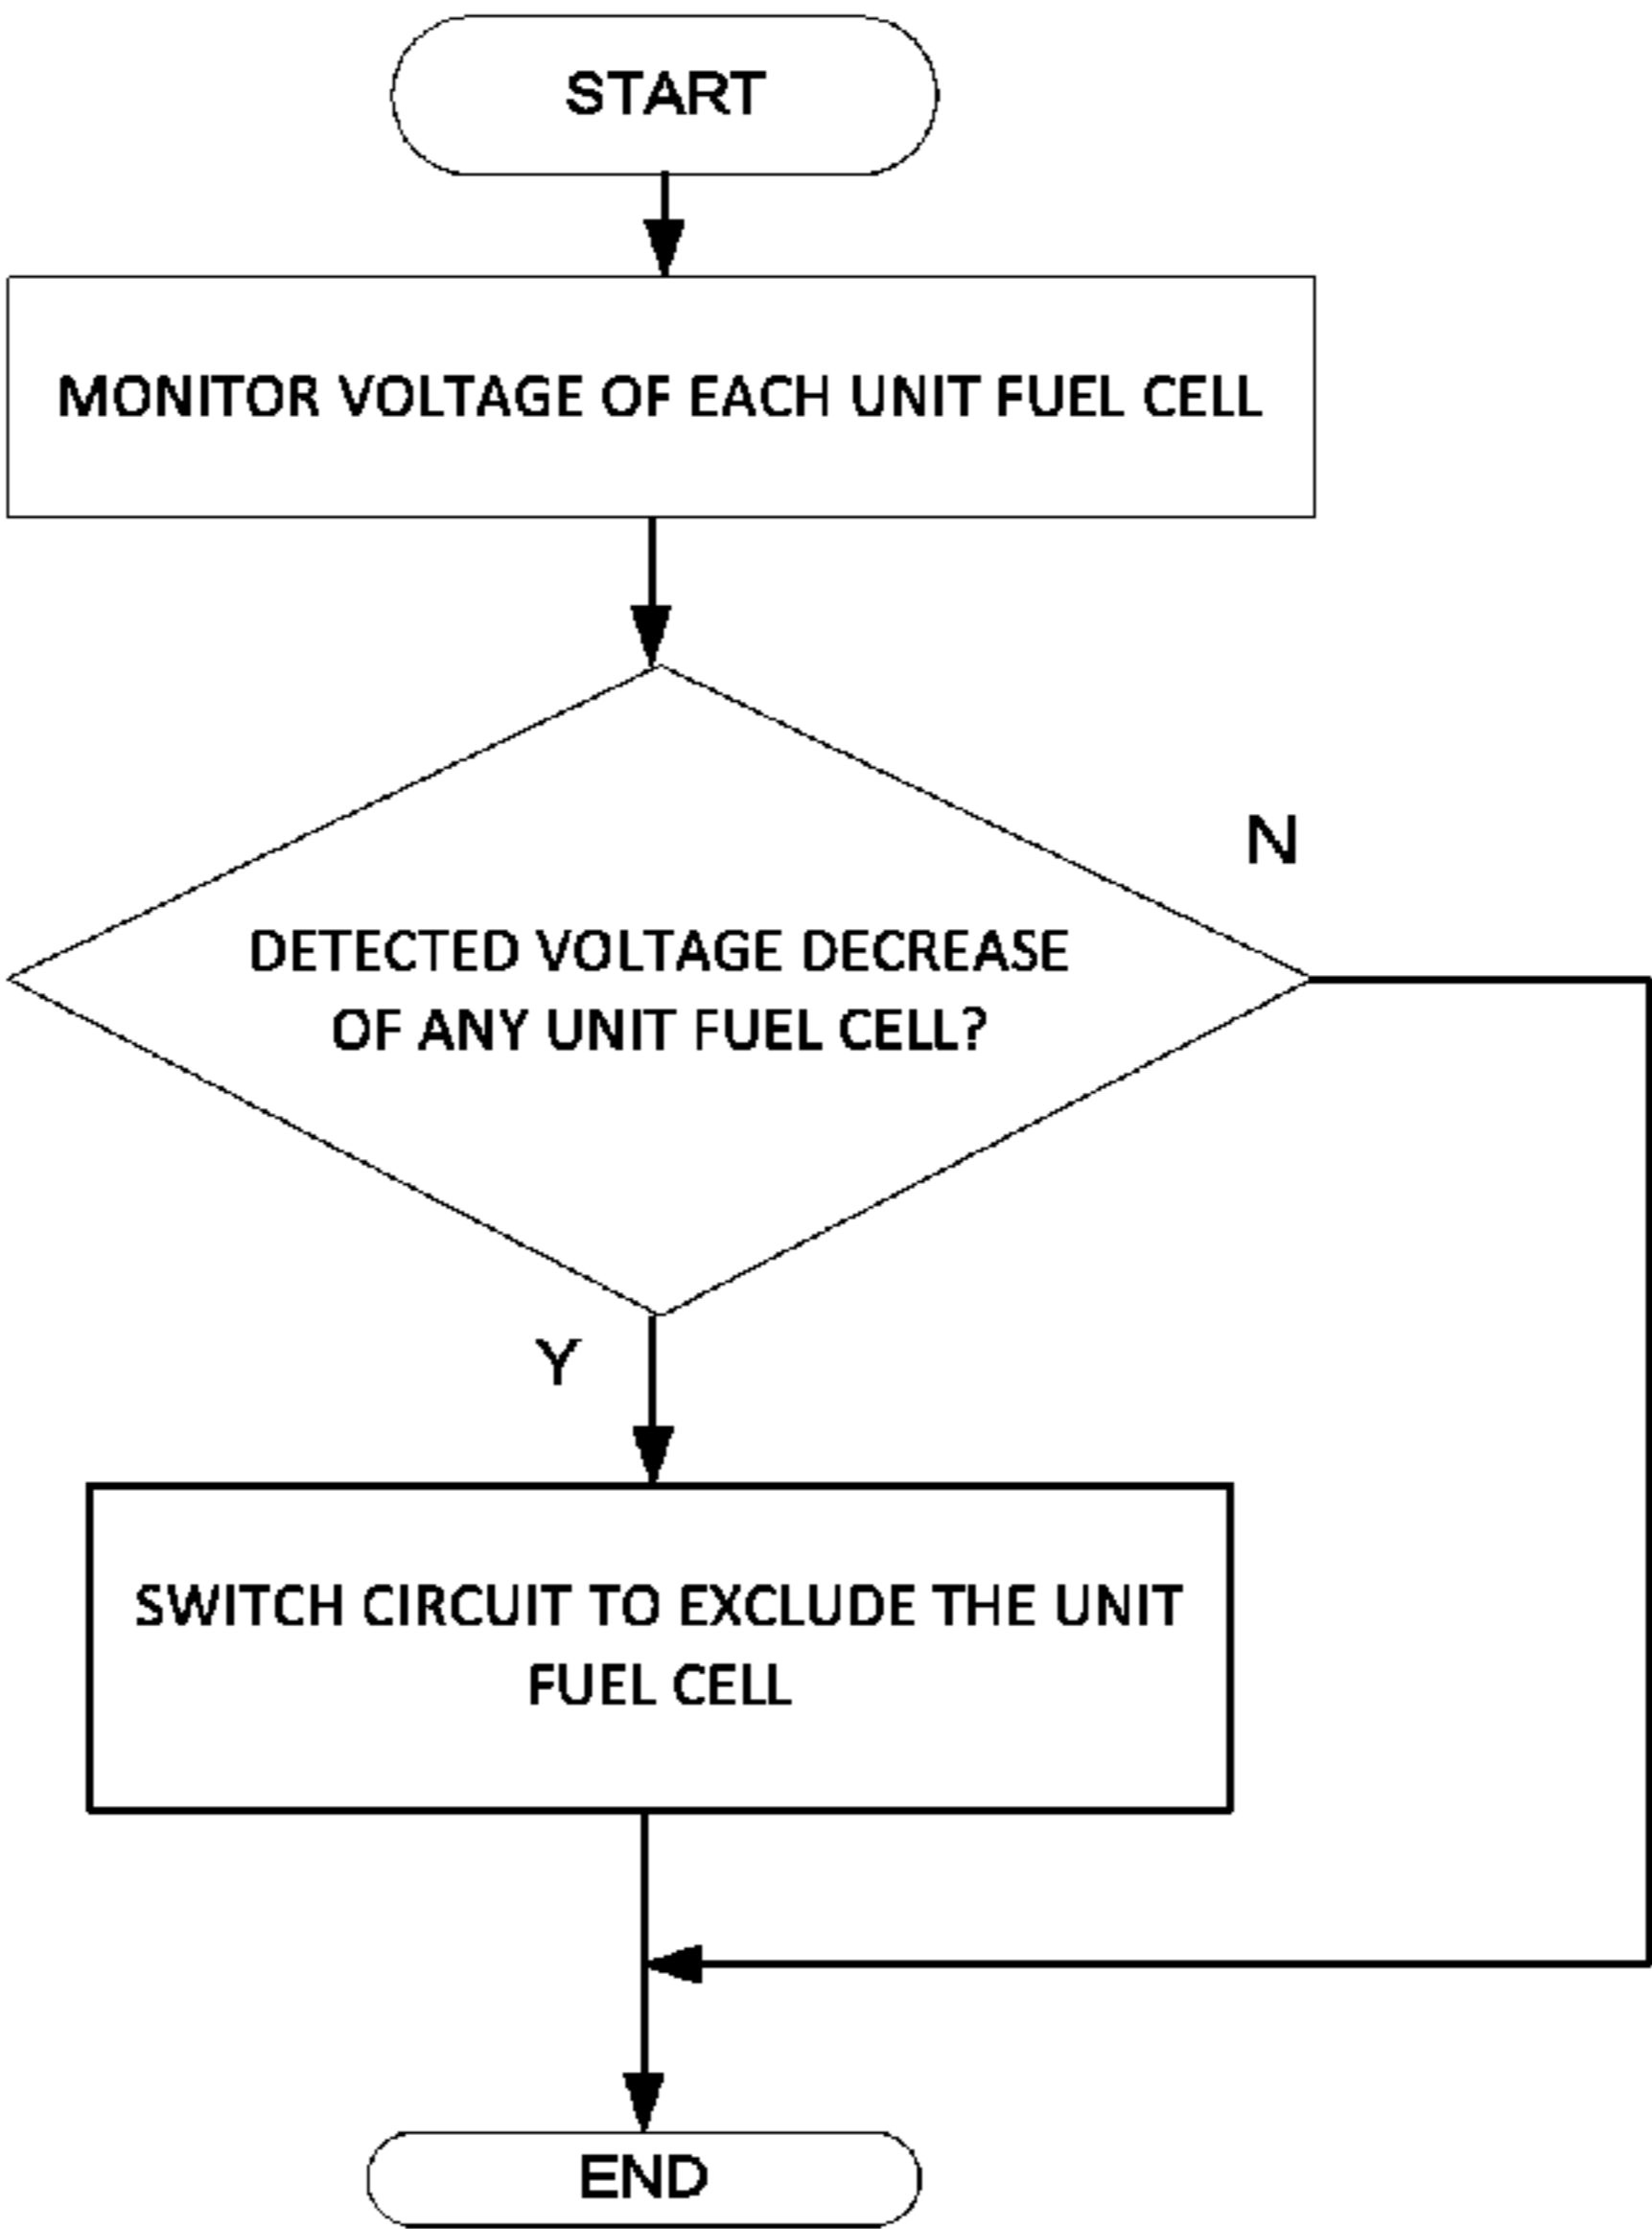 START
MONITOR VOLTAGE OF EACH UNIT FUEL CELL
N
DETECTED VOLTAGE DECREASE
OF ANY UNIT FUEL CELL?
Y
SWITCH CIRCUIT TO EXCLUDE THE UNIT
FUEL CELL
END